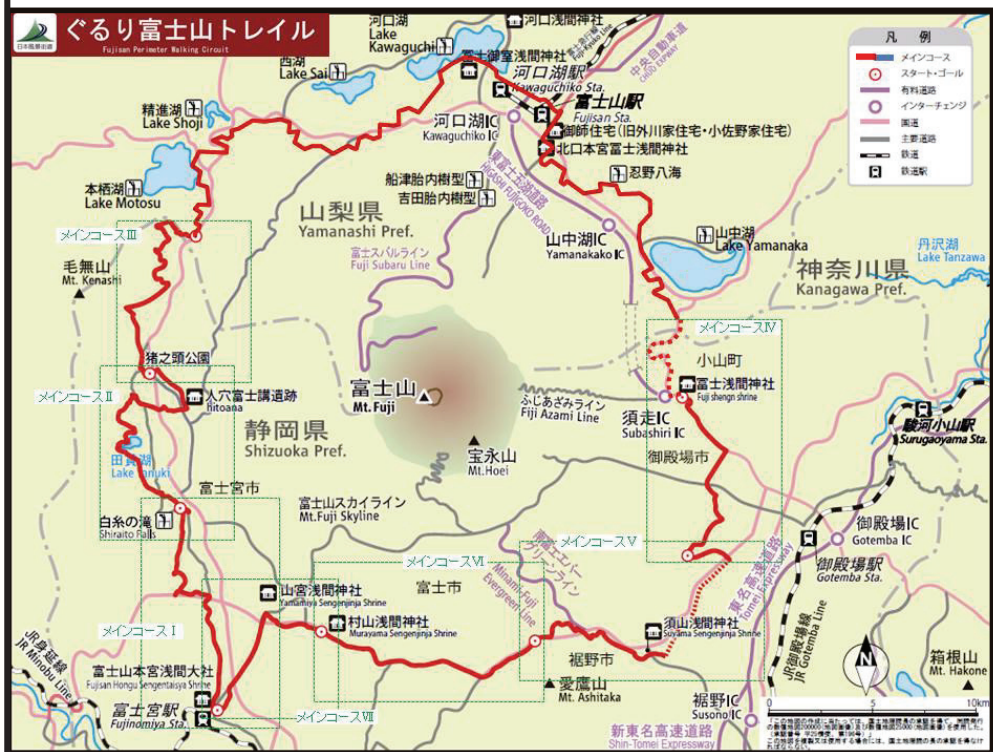 日本風景街道
ぐるり富士山トレイル
Fujisan Perimeter Walking Circuit
凡 例
メインコース
スタート・ゴール
有料道路
インターチェンジ
国道
主要道路
鉄道
鉄道駅
河口湖
Lake
Kawaguchi
河口浅間神社
西湖
Lake Sai
冨士御室浅間神社
富士急行線
Fuji-Kyuko Line
中央自動車道
CHUO EXPWAY
河口湖駅
Kawaguchiko Sta.
精進湖
Lake Shoji
富士山駅
Fujisan Sta.
河口湖IC
Kawaguchiko IC
御師住宅(旧外川家住宅・小佐野家住宅)
北口本宮冨士浅間神社
本栖湖
Lake Motosu
船津胎内樹型
吉田胎内樹型
忍野八海
東富士五湖道路
HIGASHI FUJIGOKO ROAD
山梨県
Yamanashi Pref.
山中湖IC
Yamanakako IC
山中湖
Lake Yamanaka
丹沢湖
Lake Tanzawa
メインコースⅢ
富士スバルライン
Fuji Subaru Line
神奈川県
Kanagawa Pref.
毛無山
Mt. Kenashi
メインコースⅣ
小山町
猪之頭公園
メインコースⅡ
人穴富士講遺跡
Hitoana
富士山
Mt. Fuji
富士浅間神社
Fuji shengn shrine
ふじあざみライン
Fiji Azami Line
須走IC
Subashiri IC
駿河小山駅
Surugaoyama Sta.
静岡県
Shizuoka Pref.
宝永山
Mt.Hoei
御殿場市
田貫湖
Lake Tanuki
富士宮市
富士山スカイライン
Mt.Fuji Skyline
白糸の滝
Shiraito Falls
御殿場IC
Gotemba IC
御殿場駅
Gotemba Sta.
メインコースⅥ
メインコースⅤ
東名高速道路
Tomei Expressway
富士市
南富士エバー
グリーンライン
Minami Fuji
Evergreen Line
山宮浅間神社
Yamamiya Sengenjinja Shrine
村山浅間神社
Murayama Sengenjinja Shrine
須山浅間神社
Suyama Sengenjinja Shrine
メインコースⅠ
JR御殿場線
JR Gotemba Line
JR身延線
JR Minobu Line
富士山本宮浅間大社
Fujisan Hongu Sengentaisya Shrine
富士宮駅
Fujinomiya Sta.
メインコースⅦ
裾野市
愛鷹山
Mt. Ashitaka
N
箱根山
Mt. Hakone
裾野IC
Susono IC
新東名高速道路
Shin-Tomei Expressway
0
5
10km